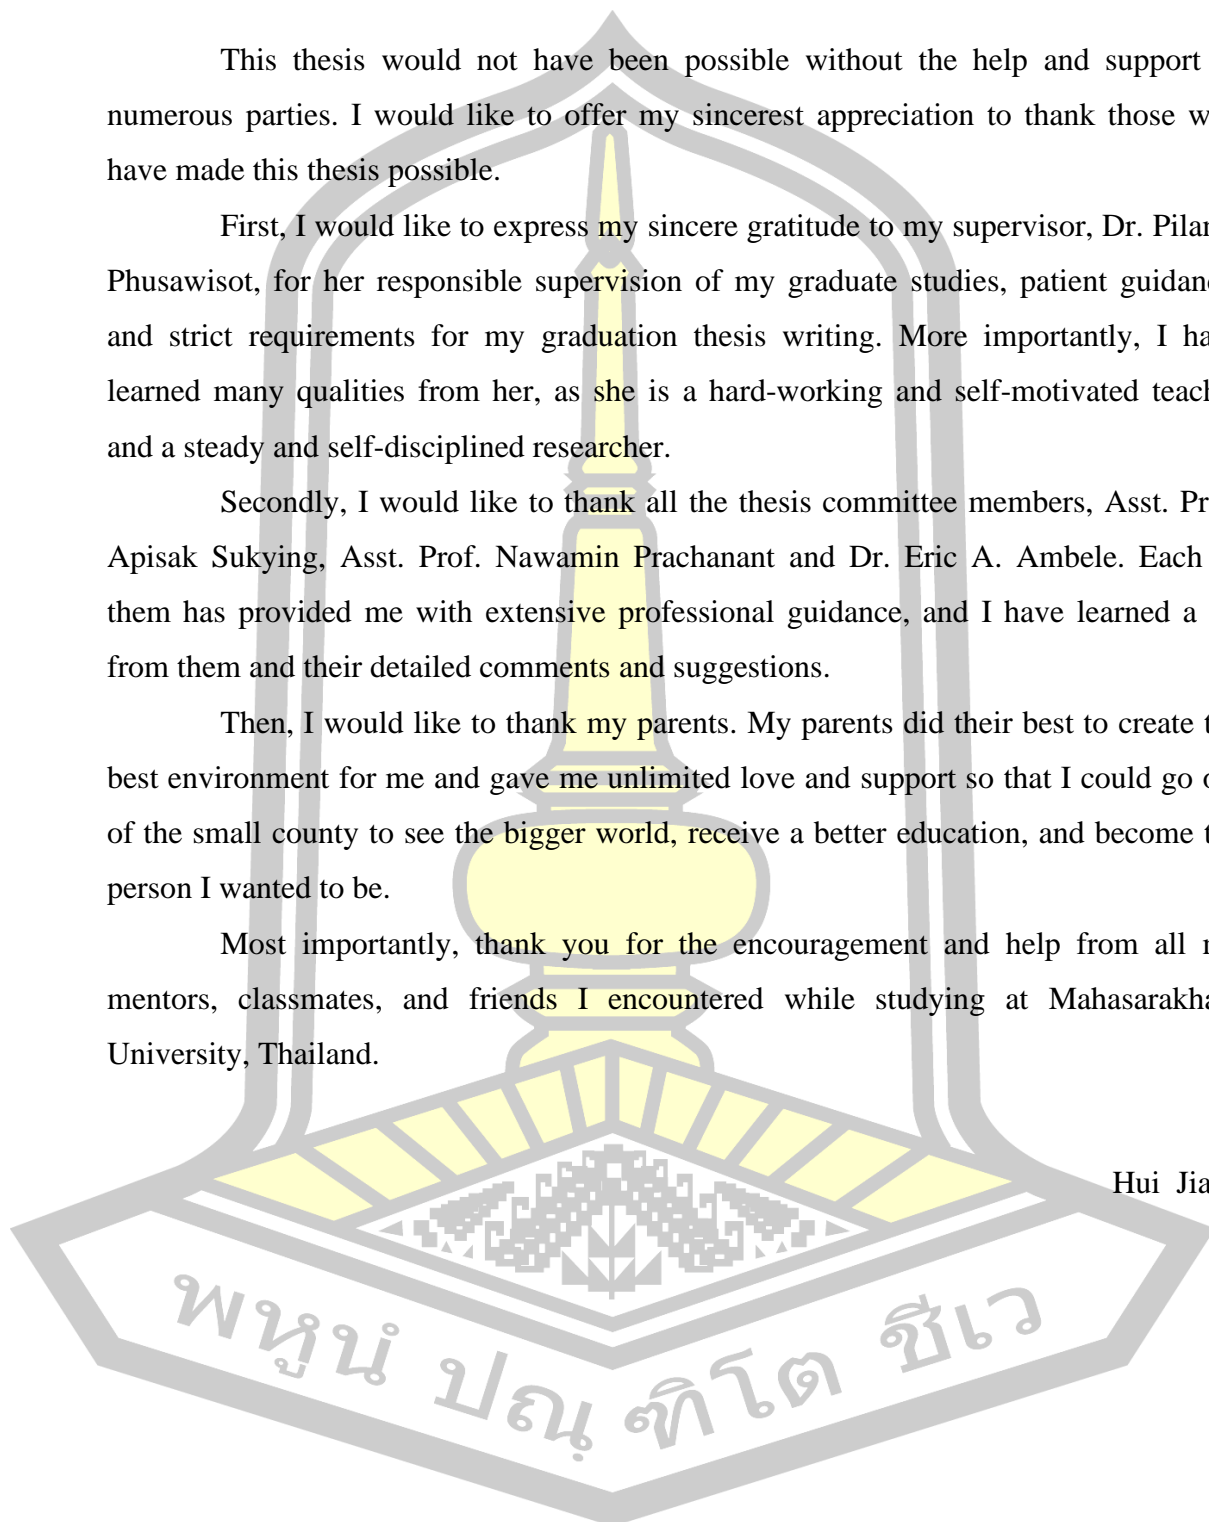 This thesis would not have been possible without the help and support
numerous parties. I would like to offer my sincerest appreciation to thank those
have made this thesis possible.
First, I would like to express my sincere gratitude to my supervisor, Dr.
Phusawisot, for her responsible supervision of my graduate studies, patient
and strict requirements for my graduation thesis writing. More importantly, I
learned many qualities from her, as she is a hard-working and self-motivated
and a steady and self-disciplined researcher.
Secondly, I would like to thank all the thesis committee members, Asst.
Apisak Sukying, Asst. Prof. Nawamin Prachanant and Dr. Eric A. Ambele. Each
them has provided me with extensive professional guidance, and I have learned a
from them and their detailed comments and suggestions.
Then, I would like to thank my parents. My parents did their best to create
best environment for me and gave me unlimited love and support so that I could go
of the small county to see the bigger world, receive a better education, and become
person I wanted to be.
Most importantly, thank you for the encouragement and help from all
mentors, classmates, and friends I encountered while studying at
University, Thailand.
Hui
พหูนํ ปณฺฑิโต ชีเว